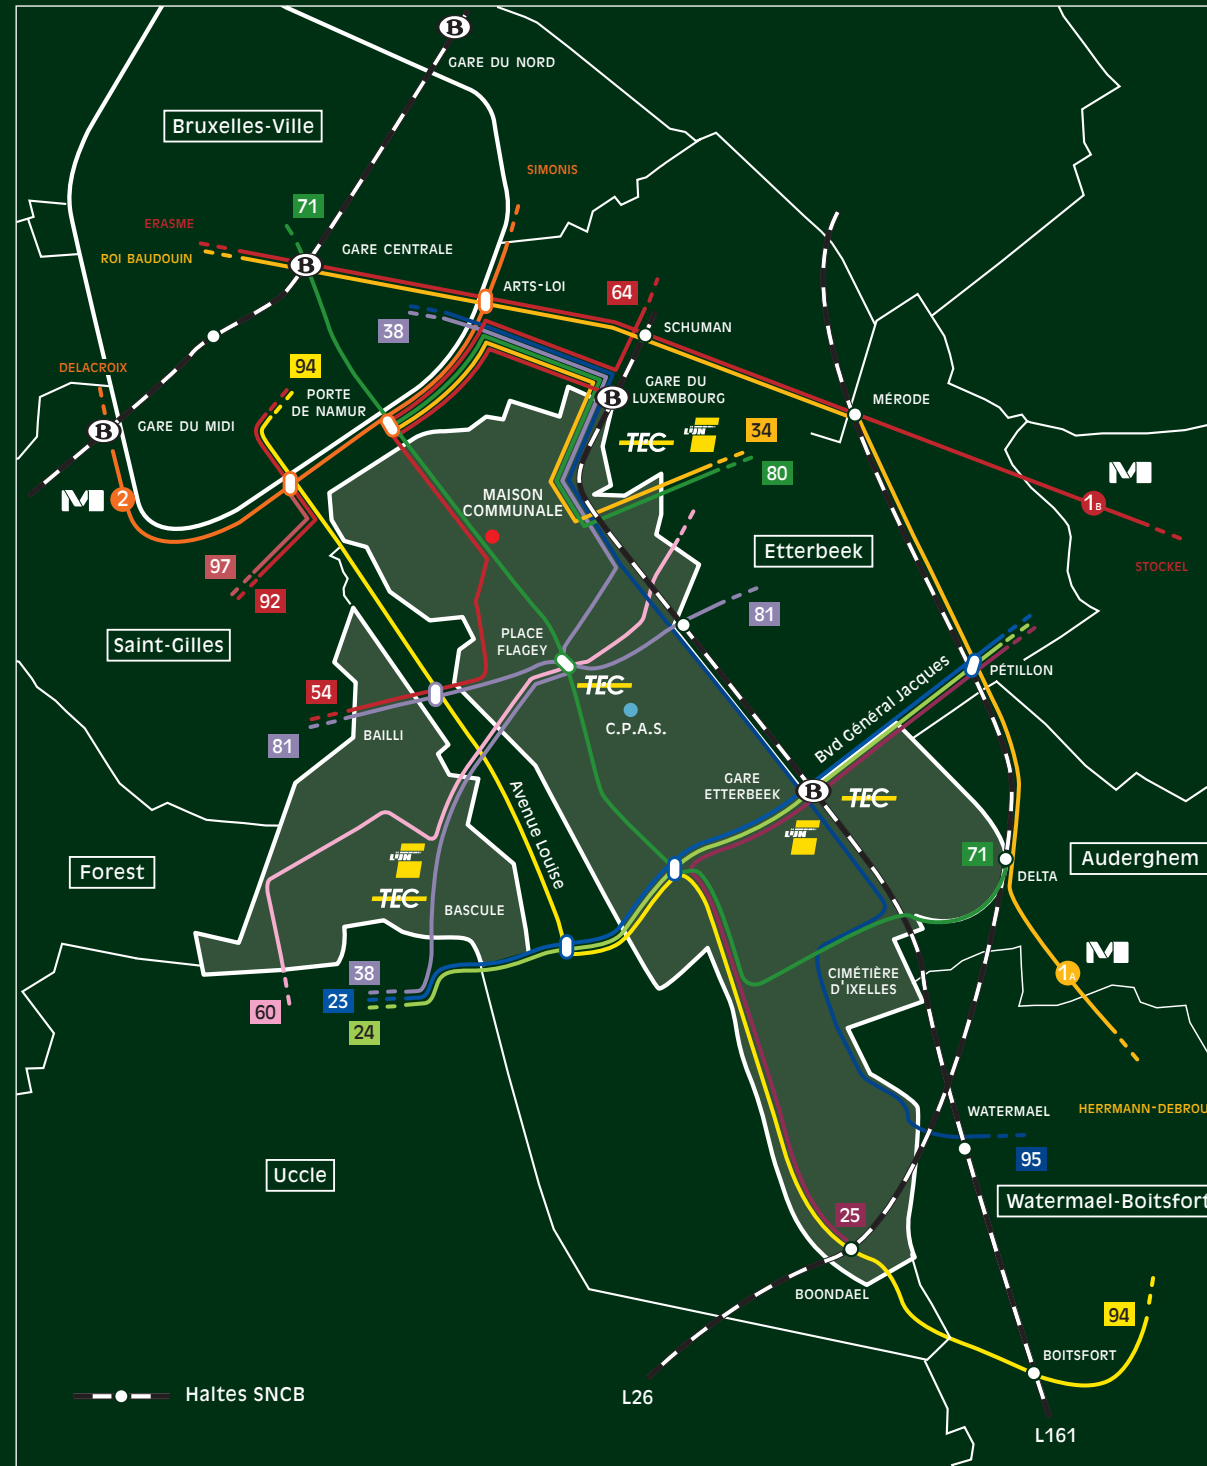 B
GARE DU NORD
Bruxelles-Ville
SIMONIS
71
ERASME
ROI BAUDOUIN
B
GARE CENTRALE
ARTS-LOI
64
38
SCHUMAN
DELACROIX
94
PORTE
DE NAMUR
GARE DU
LUXEMBOURG
B
MÉRODE
B
GARE DU MIDI
TEC
LIJN
34
80
M
2
MAISON
COMMUNALE
M
1B
STOCKEL
Etterbeek
97
92
81
Saint-Gilles
PLACE
FLAGEY
PÉTILLON
54
TEC
81
BAILLI
C.P.A.S.
Bvd Général Jacques
GARE
ETTERBEEK
B
TEC
LIJN
Avenue Louise
71
Auderghem
DELTA
Forest
LIJN
TEC
BASCULE
M
1A
CIMÉTIÈRE
D'IXELLES
38
23
60
24
WATERMAEL
HERRMANN-DEBROU
95
Uccle
Watermael-Boitsfort
25
BOONDAEL
94
BOITSFORT
Haltes SNCB
L26
L161